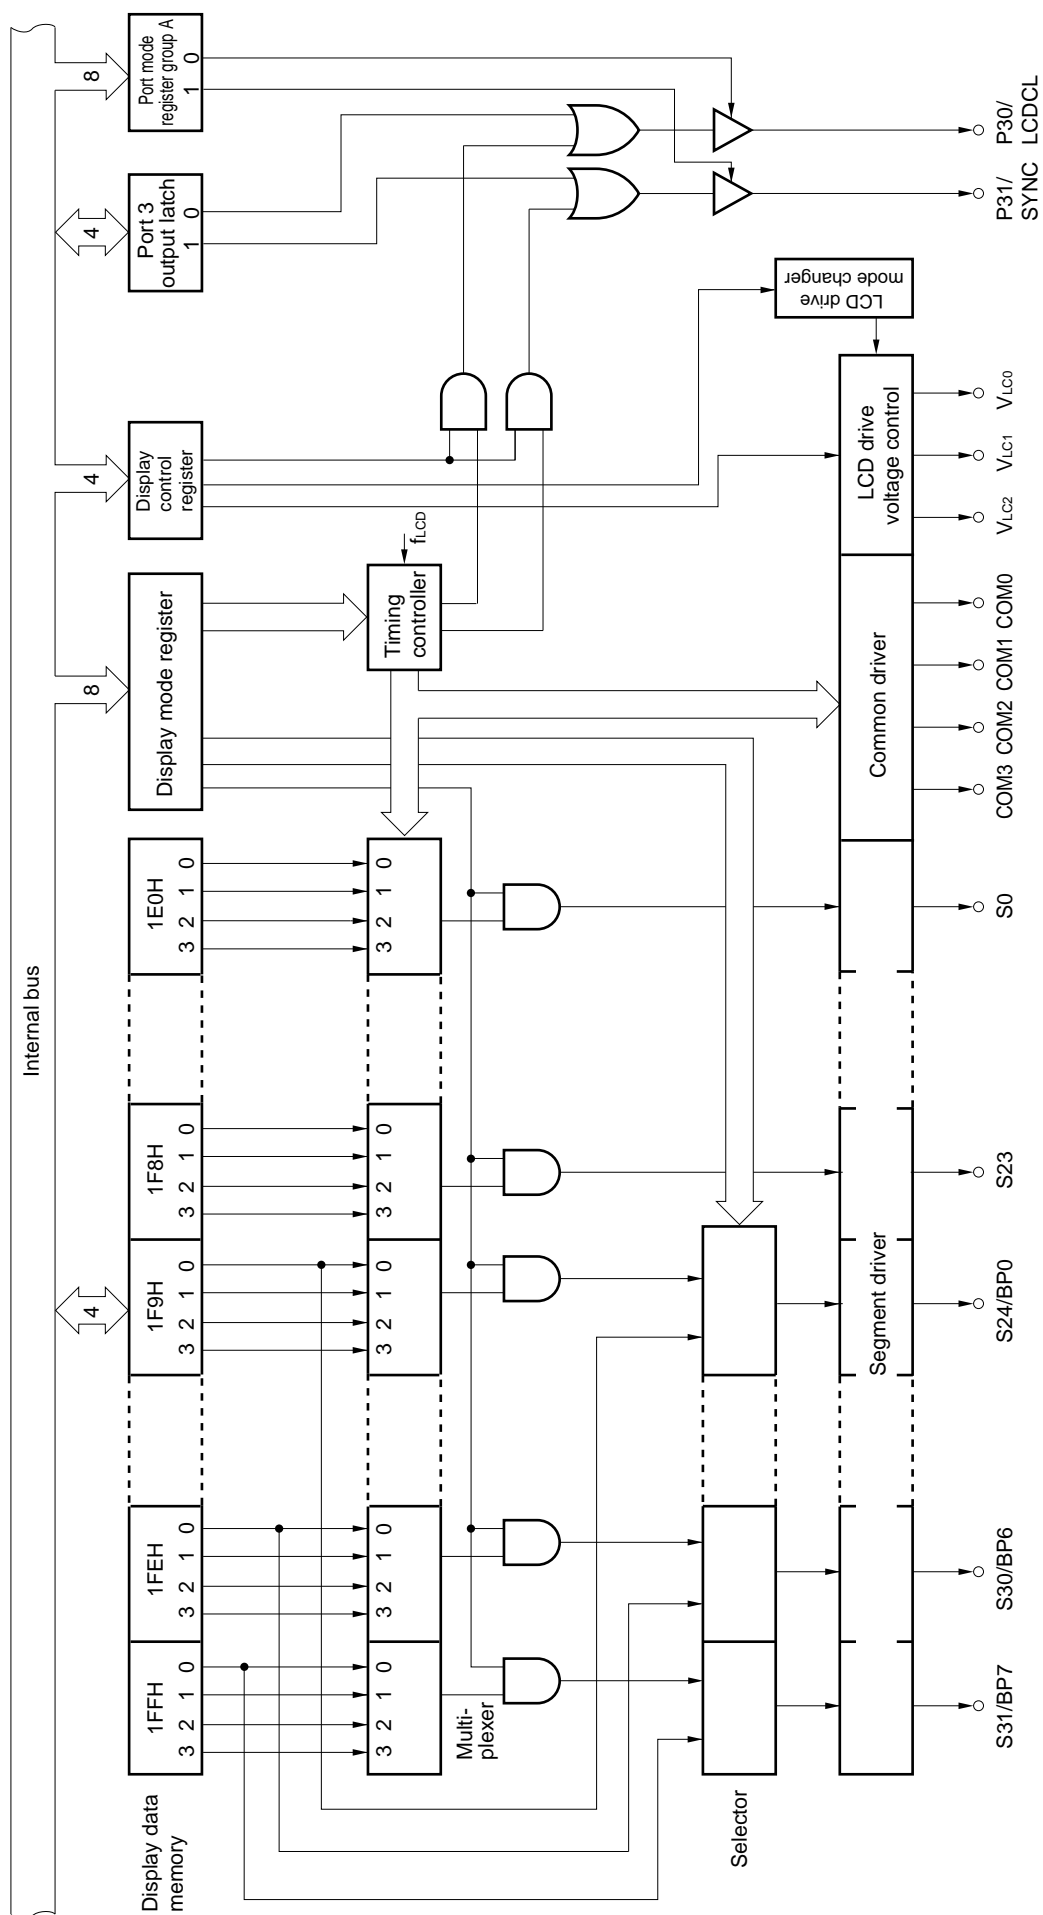 Internal bus
4
8
4
4
8
Display data
memory
1FFH
3 2 1 0
1FEH
3 2 1 0
1F9H
3 2 1 0
1F8H
3 2 1 0
1E0H
3 2 1 0
Display mode register
Display
control
register
Port 3
output latch
1 0
Port mode
register group A
1 0
3 2 1 0
3 2 1 0
3 2 1 0
3 2 1 0
3 2 1 0
Timing
controller
fLCD
Multi-
plexer
Selector
LCD drive
mode changer
Segment driver
Common driver
LCD drive
voltage control
S31/BP7
S30/BP6
S24/BP0
S23
S0
COM3
COM2
COM1
COM0
VLC2
VLC1
VLC0
P31/
SYNC
P30/
LCDCL